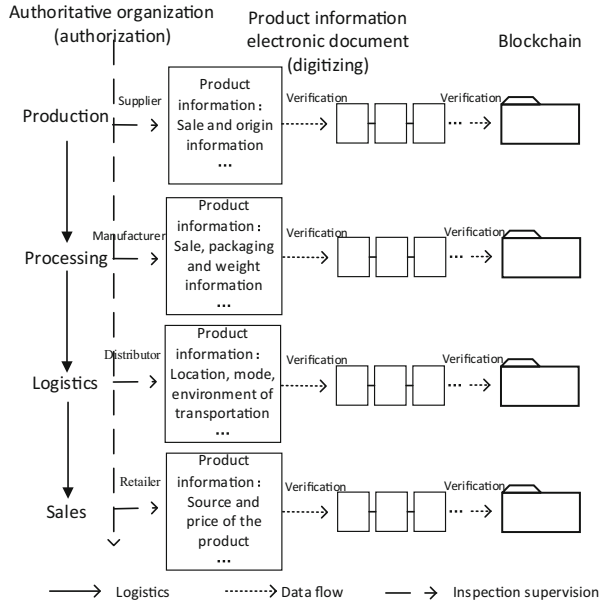 Authoritative organization
(authorization)
Product information
electronic document
(digitizing)
Blockchain
Production
Supplier
Product
information：
Sale and origin
information
...
Verification
...
Verification
Processing
Manufacturer
Product
information：
Sale, packaging
and weight
information
...
Verification
...
Verification
Logistics
Distributor
Product
information：
Location, mode,
environment of
transportation
...
Verification
...
Verification
Sales
Retailer
Product
information：
Source and
price of the
product
...
Verification
...
Verification
Logistics
Data flow
Inspection supervision